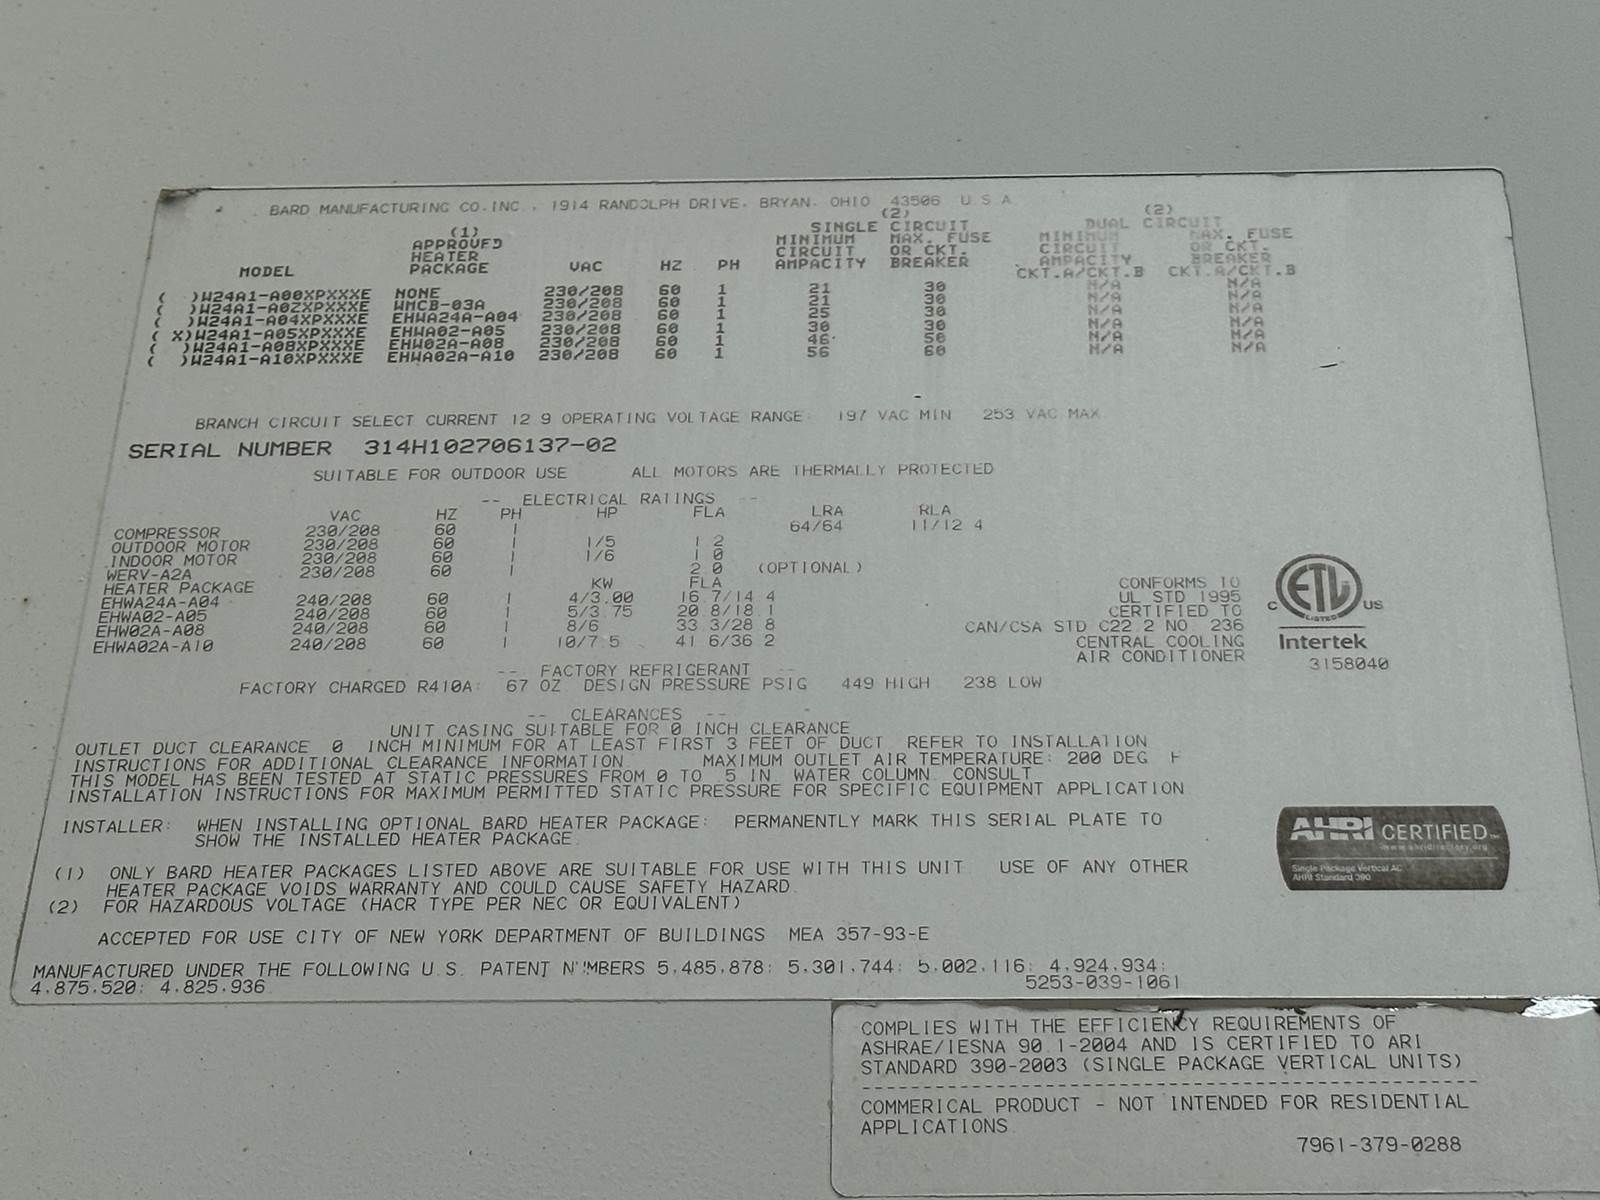 BARD MANUFACTURING CO.INC., 1914 RANDOLPH DRIVE, BRYAN, OHIO 43506 U.S.A
(1) APPROVED HEATER PACKAGE
(2) SINGLE CIRCUIT
(2) DUAL CIRCUIT
MODEL VAC HZ PH MINIMUM CIRCUIT AMPACITY MAX. FUSE OR CKT. BREAKER MINIMUM CIRCUIT AMPACITY CKT.A/CKT.B MAX. FUSE OR CKT. BREAKER CKT.A/CKT.B
( )W24A1-A00XPXXXE NONE 230/208 60 1 21 30 N/A N/A
( )W24A1-A0ZXPXXXE WMCB-03A 230/208 60 1 21 30 N/A N/A
( )W24A1-A04XPXXXE EHWA24A-A04 230/208 60 1 25 30 N/A N/A
( X)W24A1-A05XPXXXE EHWA02-A05 230/208 60 1 30 30 N/A N/A
( )W24A1-A08XPXXXE EHWA02A-A08 230/208 60 1 46 50 N/A N/A
( )W24A1-A10XPXXXE EHWA02A-A10 230/208 60 1 56 60 N/A N/A
BRANCH CIRCUIT SELECT CURRENT 12.9 OPERATING VOLTAGE RANGE: 197 VAC MIN 253 VAC MAX
SERIAL NUMBER 314H102706137-02
SUITABLE FOR OUTDOOR USE ALL MOTORS ARE THERMALLY PROTECTED
-- ELECTRICAL RATINGS --
VAC HZ PH HP FLA LRA RLA
COMPRESSOR 230/208 60 1 64/64 11/12.4
OUTDOOR MOTOR 230/208 60 1 1/5 1.2
INDOOR MOTOR 230/208 60 1 1/6 1.0
WERV-A2A 230/208 60 1 2.0 (OPTIONAL)
HEATER PACKAGE KW FLA
EHWA24A-A04 240/208 60 1 4/3.00 16.7/14.4
EHWA02-A05 240/208 60 1 5/3.75 20.8/18.1
EHW02A-A08 240/208 60 1 8/6 33.3/28.8
EHWA02A-A10 240/208 60 1 10/7.5 41.6/36.2
CONFORMS TO
UL STD 1995
CERTIFIED TO
CAN/CSA STD C22.2 NO. 236
CENTRAL COOLING
AIR CONDITIONER
C ETL LISTED US
Intertek
3158040
-- FACTORY REFRIGERANT --
FACTORY CHARGED R410A: 67 OZ DESIGN PRESSURE PSIG 449 HIGH 238 LOW
-- CLEARANCES --
UNIT CASING SUITABLE FOR 0 INCH CLEARANCE
OUTLET DUCT CLEARANCE 0 INCH MINIMUM FOR AT LEAST FIRST 3 FEET OF DUCT REFER TO INSTALLATION
INSTRUCTIONS FOR ADDITIONAL CLEARANCE INFORMATION MAXIMUM OUTLET AIR TEMPERATURE: 200 DEG F
THIS MODEL HAS BEEN TESTED AT STATIC PRESSURES FROM 0 TO .5 IN. WATER COLUMN. CONSULT
INSTALLATION INSTRUCTIONS FOR MAXIMUM PERMITTED STATIC PRESSURE FOR SPECIFIC EQUIPMENT APPLICATION
INSTALLER: WHEN INSTALLING OPTIONAL BARD HEATER PACKAGE: PERMANENTLY MARK THIS SERIAL PLATE TO
SHOW THE INSTALLED HEATER PACKAGE.
AHRI CERTIFIED
www.ahridirectory.org
Single Package Vertical AC
AHRI Standard 390
(1) ONLY BARD HEATER PACKAGES LISTED ABOVE ARE SUITABLE FOR USE WITH THIS UNIT USE OF ANY OTHER
HEATER PACKAGE VOIDS WARRANTY AND COULD CAUSE SAFETY HAZARD.
(2) FOR HAZARDOUS VOLTAGE (HACR TYPE PER NEC OR EQUIVALENT)
ACCEPTED FOR USE CITY OF NEW YORK DEPARTMENT OF BUILDINGS MEA 357-93-E
MANUFACTURED UNDER THE FOLLOWING U.S. PATENT NUMBERS 5,485,878; 5,301,744; 5,002,116; 4,924,934;
4,875,520; 4,825,936 5253-039-1061
COMPLIES WITH THE EFFICIENCY REQUIREMENTS OF
ASHRAE/IESNA 90.1-2004 AND IS CERTIFIED TO ARI
STANDARD 390-2003 (SINGLE PACKAGE VERTICAL UNITS)
COMMERICAL PRODUCT - NOT INTENDED FOR RESIDENTIAL
APPLICATIONS.
7961-379-0288